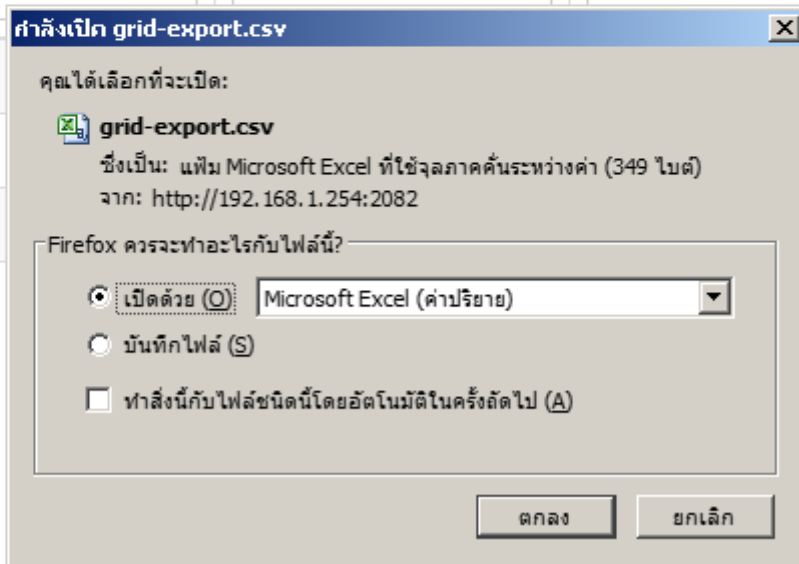 กำลังเปิด grid-export.csv
คุณได้เลือกที่จะเปิด:
grid-export.csv
ซึ่งเป็น: แฟ้ม Microsoft Excel ที่ใช้จุลภาคคั่นระหว่างค่า (349 ไบต์)
จาก: http://192.168.1.254:2082
Firefox ควรจะทำอะไรกับไฟล์นี้?
เปิดด้วย (O) Microsoft Excel (ค่าปริยาย)
บันทึกไฟล์ (S)
ทำสิ่งนี้กับไฟล์ชนิดนี้โดยอัตโนมัติในครั้งถัดไป (A)
ตกลง ยกเลิก